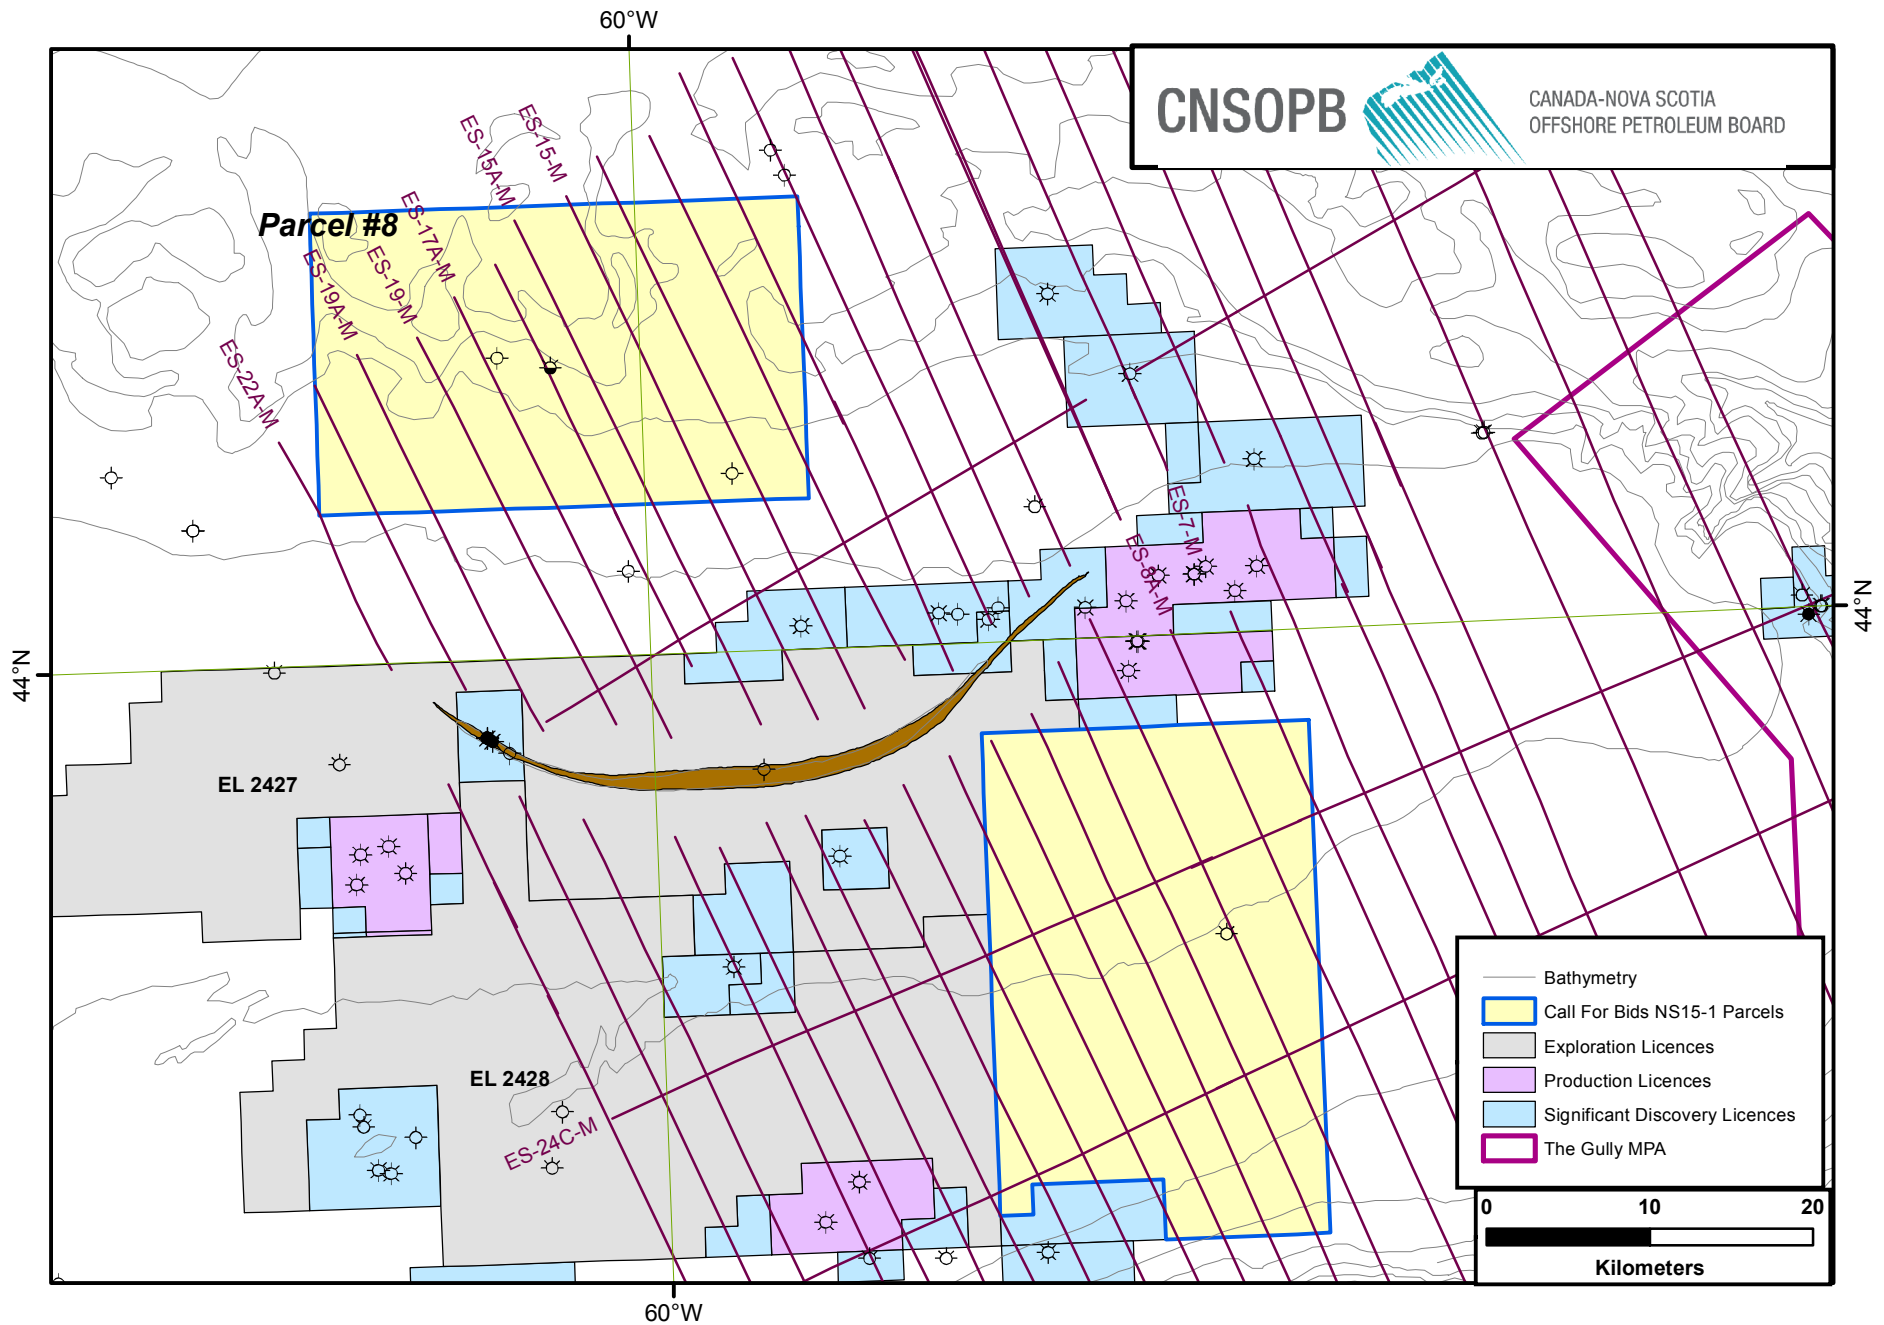 60°W
CNSOPB
CANADA-NOVA SCOTIA
OFFSHORE PETROLEUM BOARD
ES-15-M
ES-15A-M
Parcel #8
ES-17A-M
ES-19-M
ES-19A-M
ES-22A-M
ES-7-M
ES-8A-M
44°N
44°N
EL 2427
EL 2428
ES-24C-M
Bathymetry
Call For Bids NS15-1 Parcels
Exploration Licences
Production Licences
Significant Discovery Licences
The Gully MPA
0 10 20
Kilometers
60°W